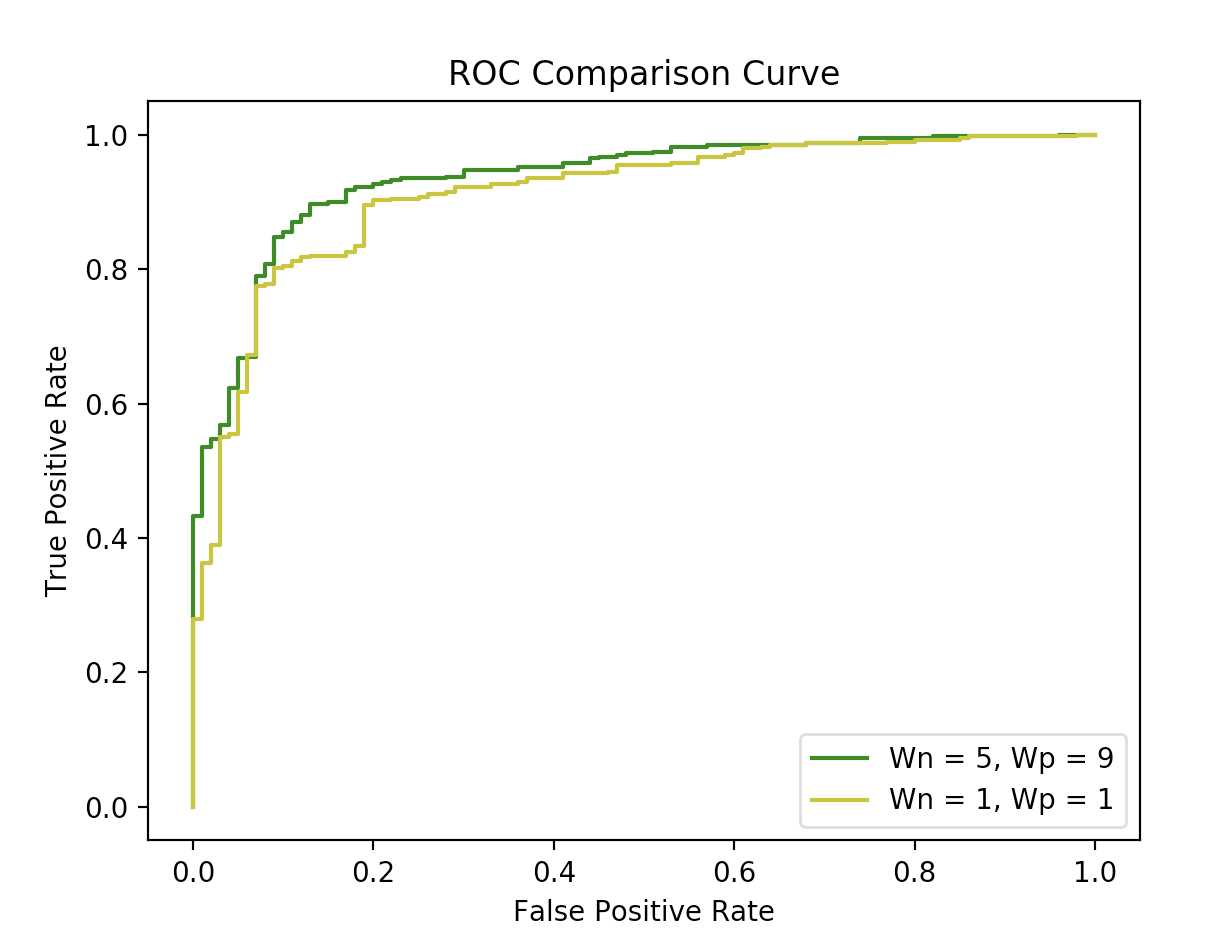 ROC Comparison Curve
1.0
0.8
0.6
0.4
0.2
0.0
True Positive Rate
Wn = 5, Wp = 9
Wn = 1, Wp = 1
0.0 0.2 0.4 0.6 0.8 1.0
False Positive Rate